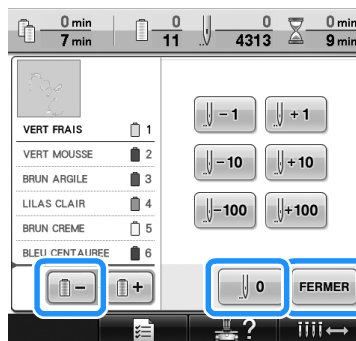 0 min 0 0 0 min
7 min 11 4313 9 min
VERT FRAIS 1
VERT MOUSSE 2
BRUN ARGILE 3
LILAS CLAIR 4
BRUN CREME 5
BLEU CENTAUREE 6
-1 +1
-10 +10
-100 +100
- + 0 FERMER
?